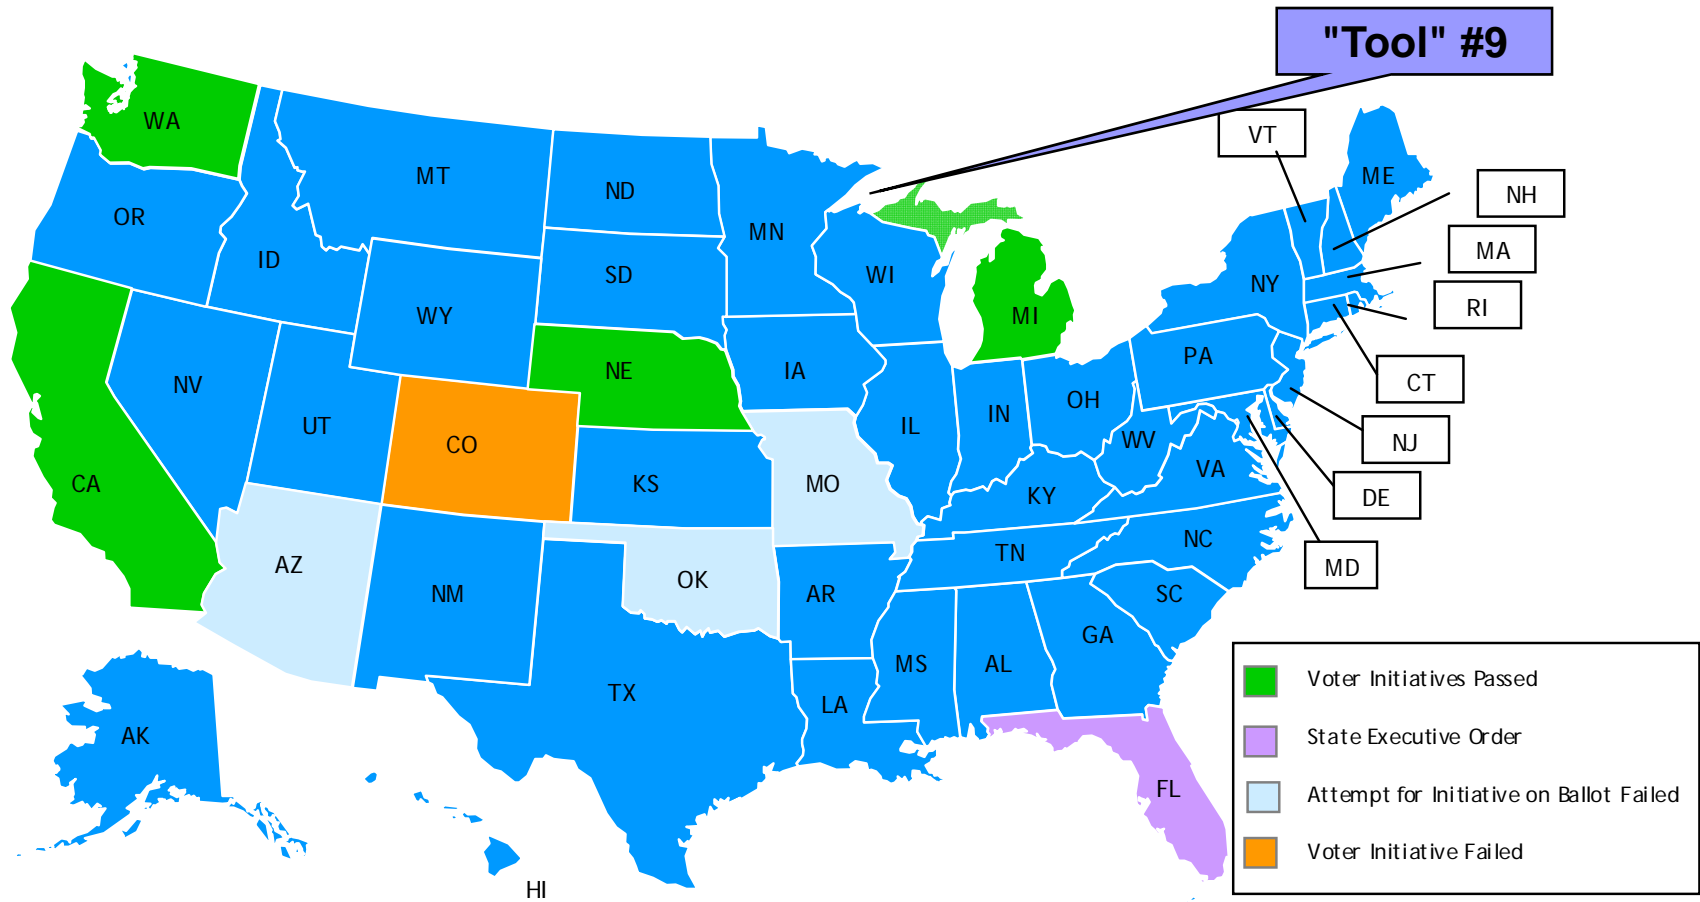 "Tool" #9
WA
VT
MT
ND
ME
NH
OR
MN
MA
ID
SD
WI
NY
RI
WY
MI
PA
NV
NE
IA
CT
UT
CO
IL
IN
OH
WV
NJ
CA
KS
MO
KY
VA
DE
AZ
OK
TN
NC
MD
NM
AR
SC
GA
TX
MS
AL
LA
AK
FL
HI
Voter Initiatives Passed
State Executive Order
Attempt for Initiative on Ballot Failed
Voter Initiative Failed